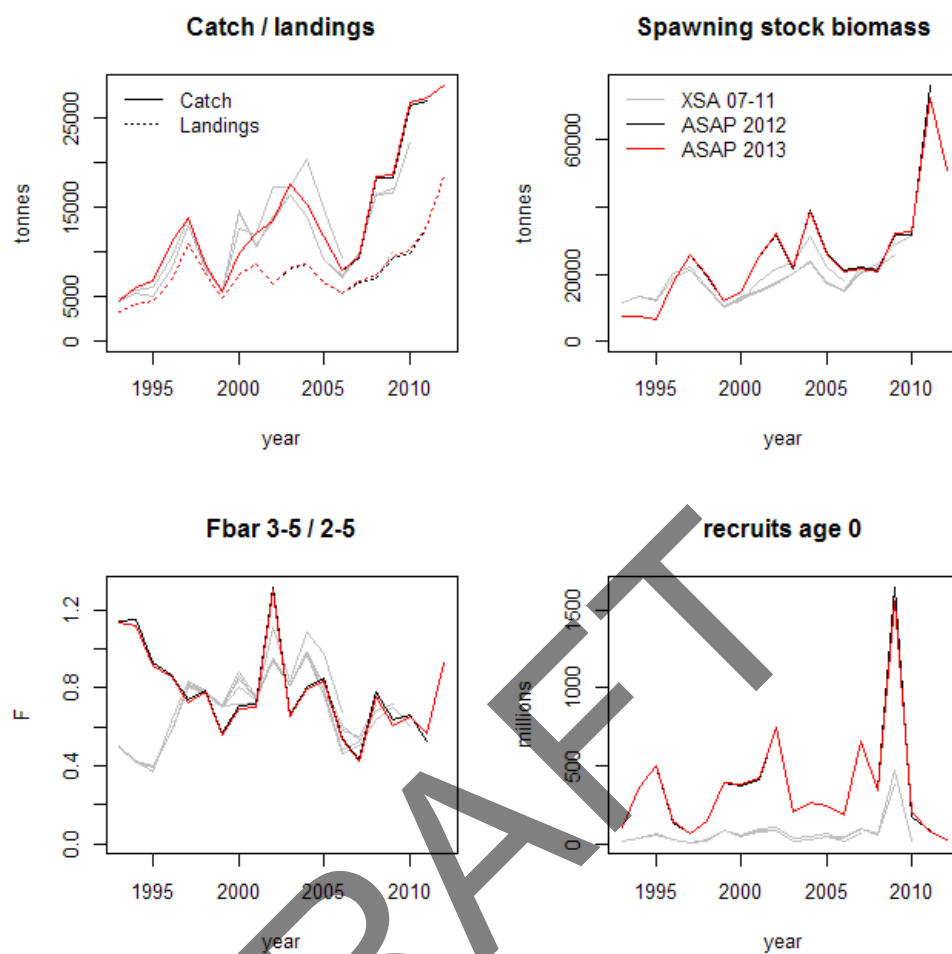 Catch / landings
Catch
Landings
tonnes
0 5000 15000 25000
1995 2000 2005 2010
year
Spawning stock biomass
XSA 07-11
ASAP 2012
ASAP 2013
tonnes
0 20000 60000
1995 2000 2005 2010
year
Fbar 3-5 / 2-5
F
0.0 0.4 0.8 1.2
1995 2000 2005 2010
year
recruits age 0
millions
0 500 1000 1500
1995 2000 2005 2010
year
DRAFT